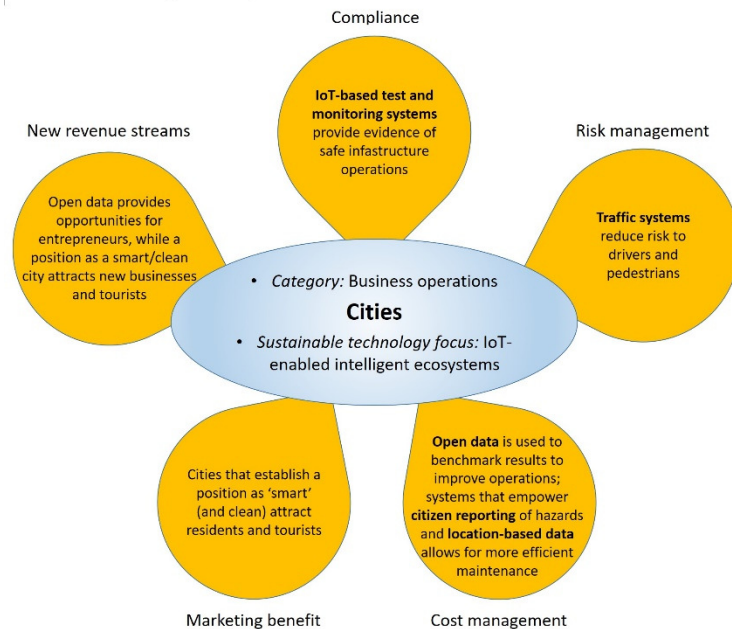 Compliance
IoT-based test and
monitoring systems
provide evidence of
safe infastructure
operations
New revenue streams
Open data provides
opportunities for
entrepreneurs, while a
position as a smart/clean
city attracts new businesses
and tourists
Risk management
Traffic systems
reduce risk to
drivers and
pedestrians
• Category: Business operations
Cities
• Sustainable technology focus: IoT-
enabled intelligent ecosystems
Cities that establish a
position as ‘smart’
(and clean) attract
residents and tourists
Marketing benefit
Open data is used to
benchmark results to
improve operations;
systems that empower
citizen reporting of hazards
and location-based data
allows for more efficient
maintenance
Cost management